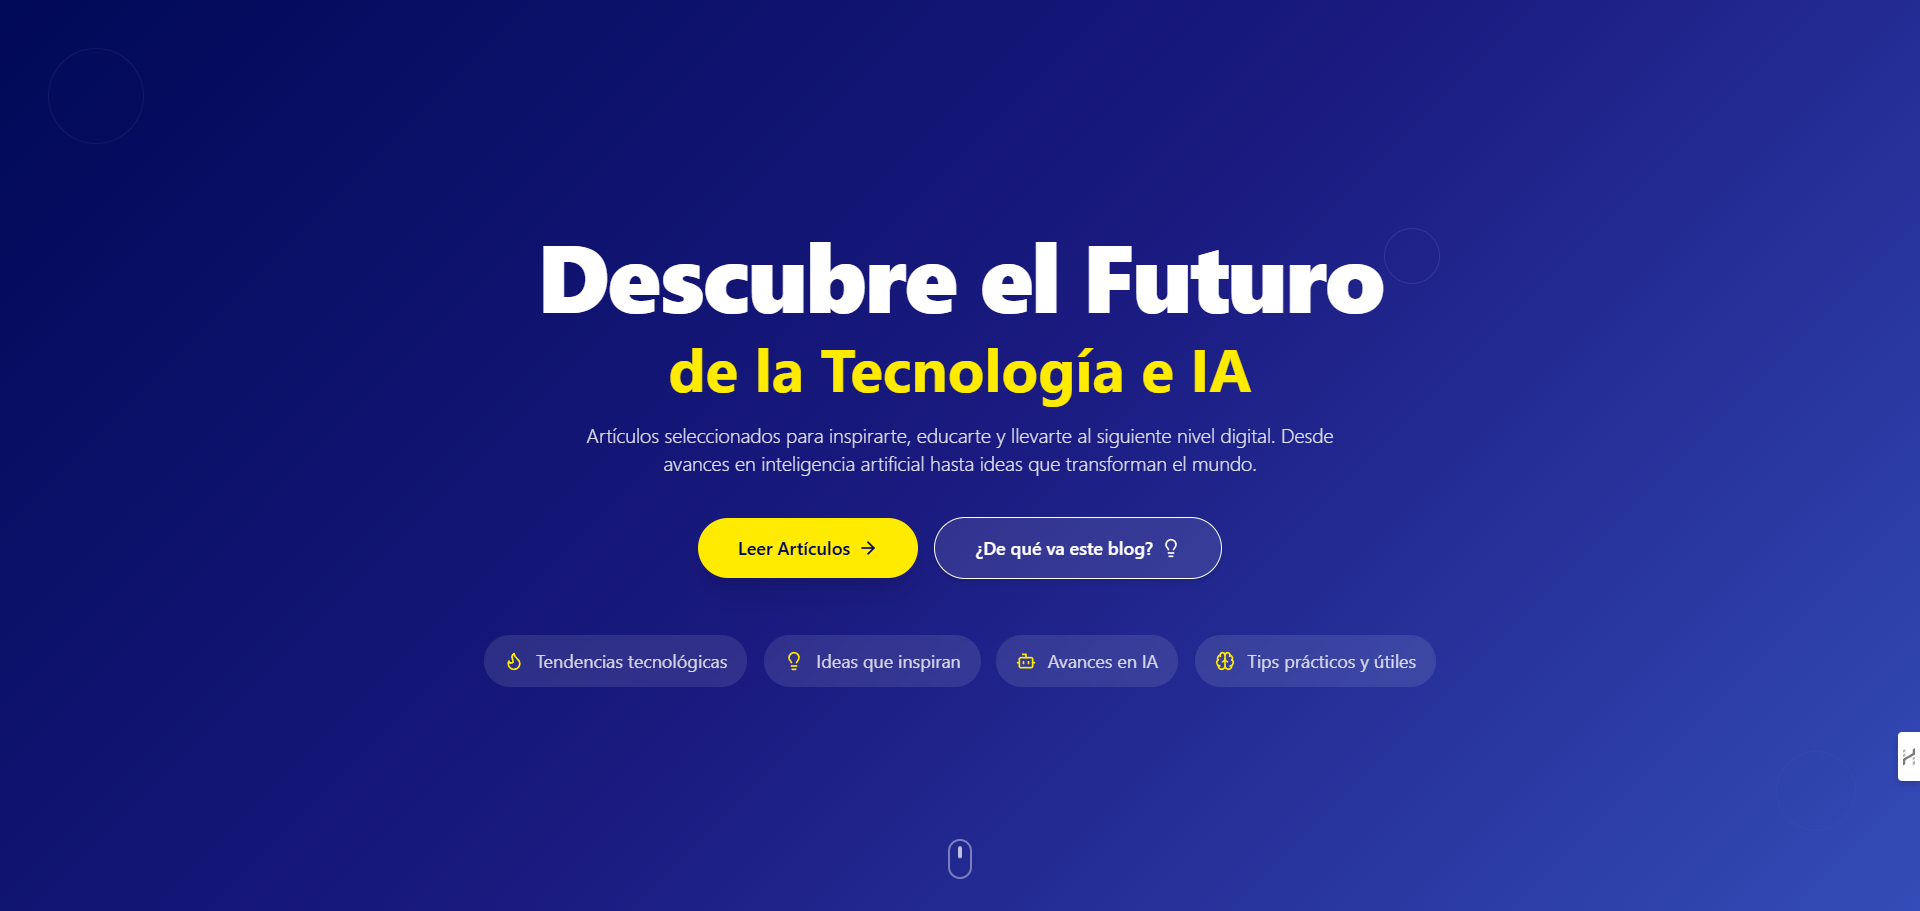 Descubre el Futuro
de la Tecnología e IA
Artículos seleccionados para inspirarte, educarte y llevarte al siguiente nivel digital. Desde
avances en inteligencia artificial hasta ideas que transforman el mundo.
Leer Artículos
¿De qué va este blog?
Tendencias tecnológicas
Ideas que inspiran
Avances en IA
Tips prácticos y útiles